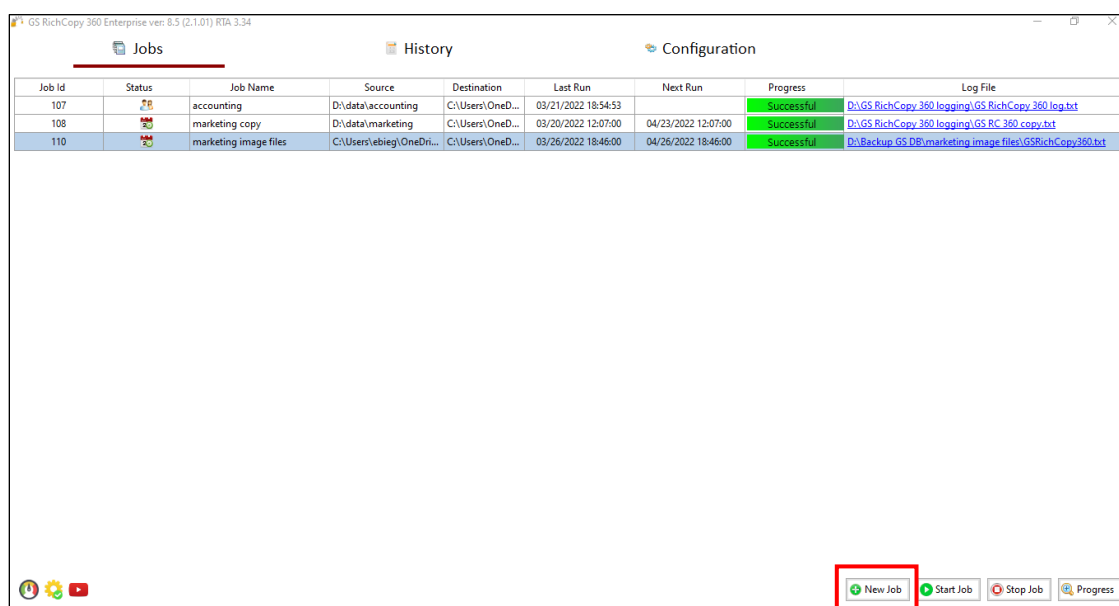 GS RichCopy 360 Enterprise ver: 8.5 (2.1.01) RTA 3.34
Jobs History Configuration
Job Id Status Job Name Source Destination Last Run Next Run Progress Log File
107 accounting D:\data\accounting C:\Users\OneD... 03/21/2022 18:54:53 Successful D:\GS RichCopy 360 logging\GS RichCopy 360 log.txt
108 marketing copy D:\data\marketing C:\Users\OneD... 03/20/2022 12:07:00 04/23/2022 12:07:00 Successful D:\GS RichCopy 360 logging\GS RC 360 copy.txt
110 marketing image files C:\Users\ebieg\OneDri... C:\Users\OneD... 03/26/2022 18:46:00 04/26/2022 18:46:00 Successful D:\Backup GS DB\marketing image files\GSRichCopy360.txt
New Job Start Job Stop Job Progress